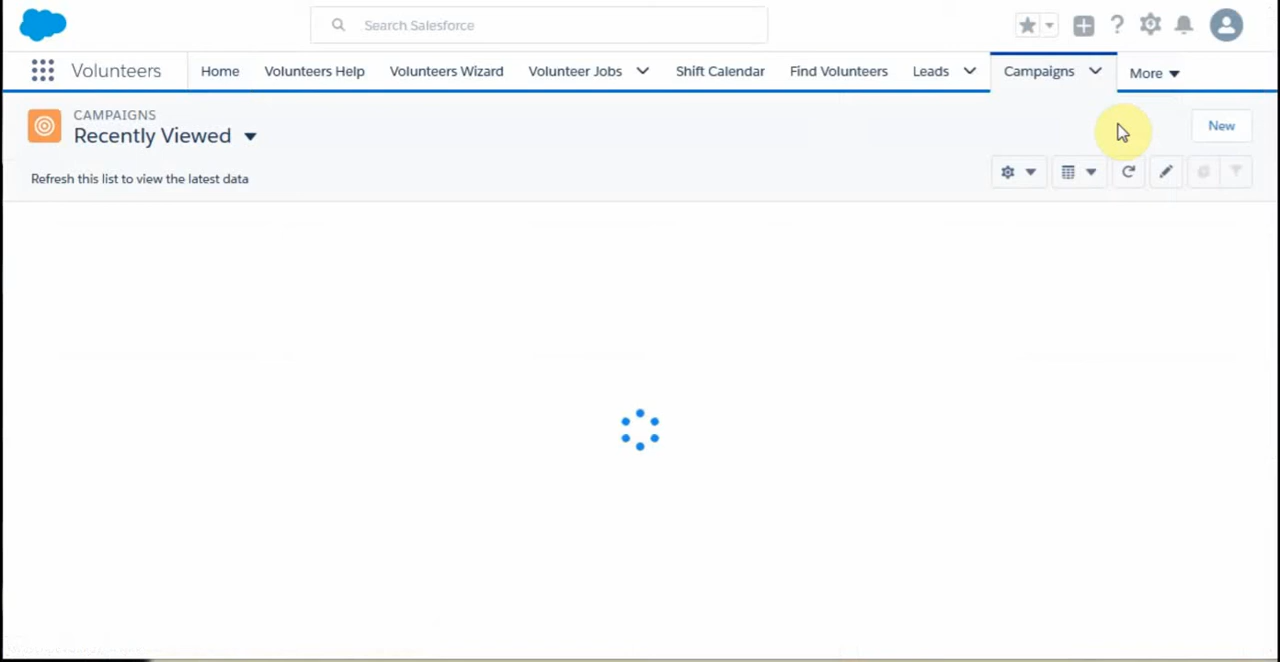 Search Salesforce
Volunteers
Home
Volunteers Help
Volunteers Wizard
Volunteer Jobs
Shift Calendar
Find Volunteers
Leads
Campaigns
More
CAMPAIGNS
Recently Viewed
New
Refresh this list to view the latest data